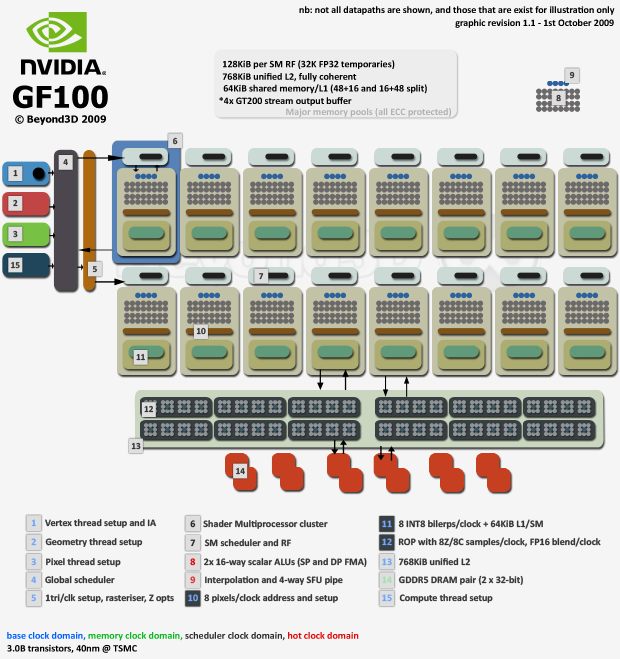 nb: not all datapaths are shown, and those that are exist for illustration only
graphic revision 1.1 - 1st October 2009
NVIDIA®
GF100
© Beyond3D 2009
128KiB per SM RF (32K FP32 temporaries)
768KiB unified L2, fully coherent
64KiB shared memory/L1 (48+16 and 16+48 split)
*4x GT200 stream output buffer
Major memory pools (all ECC protected)
9
8
6
4
1
2
3
15
5
7
10
11
12
13
14
1 Vertex thread setup and IA
2 Geometry thread setup
3 Pixel thread setup
4 Global scheduler
5 1tri/clk setup, rasteriser, Z opts
6 Shader Multiprocessor cluster
7 SM scheduler and RF
8 2x 16-way scalar ALUs (SP and DP FMA)
9 Interpolation and 4-way SFU pipe
10 8 pixels/clock address and setup
11 8 INT8 bilerps/clock + 64KiB L1/SM
12 ROP with 8Z/8C samples/clock, FP16 blend/clock
13 768KiB unified L2
14 GDDR5 DRAM pair (2 x 32-bit)
15 Compute thread setup
base clock domain, memory clock domain, scheduler clock domain, hot clock domain
3.0B transistors, 40nm @ TSMC